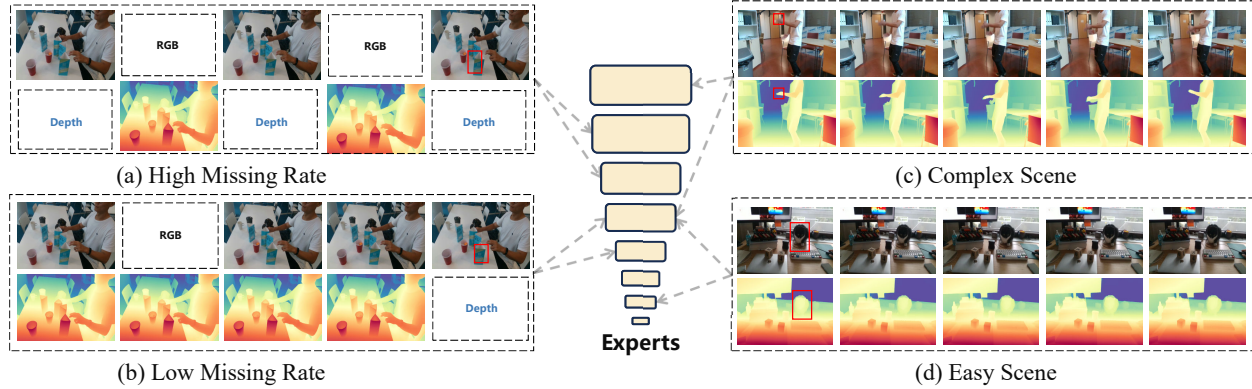 RGB
RGB
Depth
Depth
Depth
(a) High Missing Rate
RGB
Depth
(b) Low Missing Rate
Experts
(c) Complex Scene
(d) Easy Scene